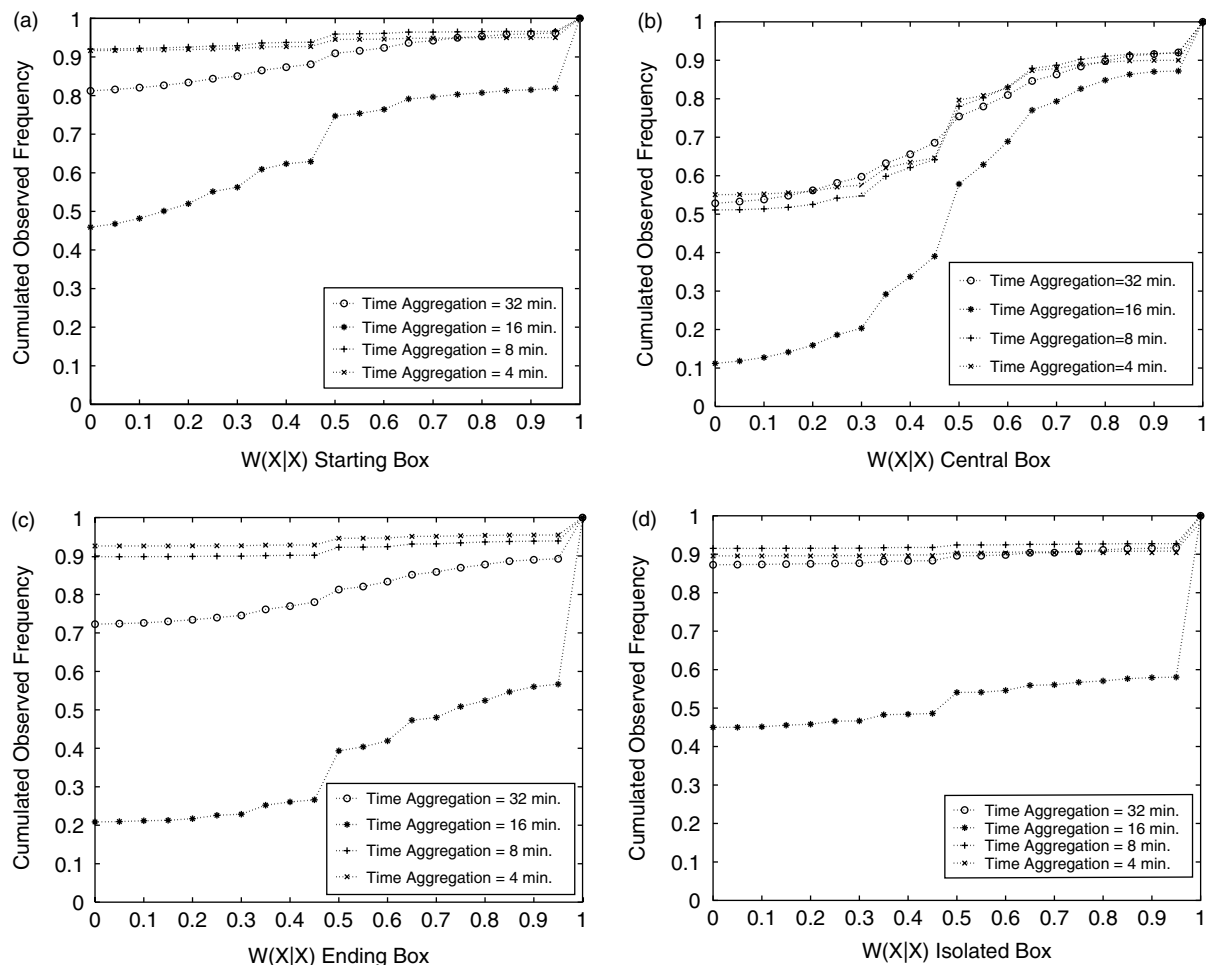 (a)
1
0.9
0.8
0.7
0.6
0.5
0.4
0.3
0.2
0.1
0
Cumulated Observed Frequency
Time Aggregation = 32 min.
Time Aggregation = 16 min.
Time Aggregation = 8 min.
Time Aggregation = 4 min.
0 0.1 0.2 0.3 0.4 0.5 0.6 0.7 0.8 0.9 1
W(X|X) Starting Box
(b)
1
0.9
0.8
0.7
0.6
0.5
0.4
0.3
0.2
0.1
0
Cumulated Observed Frequency
Time Aggregation=32 min.
Time Aggregation=16 min.
Time Aggregation=8 min.
Time Aggregation=4 min.
0 0.1 0.2 0.3 0.4 0.5 0.6 0.7 0.8 0.9 1
W(X|X) Central Box
(c)
1
0.9
0.8
0.7
0.6
0.5
0.4
0.3
0.2
0.1
0
Cumulated Observed Frequency
Time Aggregation = 32 min.
Time Aggregation = 16 min.
Time Aggregation = 8 min.
Time Aggregation = 4 min.
0 0.1 0.2 0.3 0.4 0.5 0.6 0.7 0.8 0.9 1
W(X|X) Ending Box
(d)
1
0.9
0.8
0.7
0.6
0.5
0.4
0.3
0.2
0.1
0
Cumulated Observed Frequency
Time Aggregation = 32 min.
Time Aggregation = 16 min.
Time Aggregation = 8 min.
Time Aggregation = 4 min.
0 0.1 0.2 0.3 0.4 0.5 0.6 0.7 0.8 0.9 1
W(X|X) Isolated Box